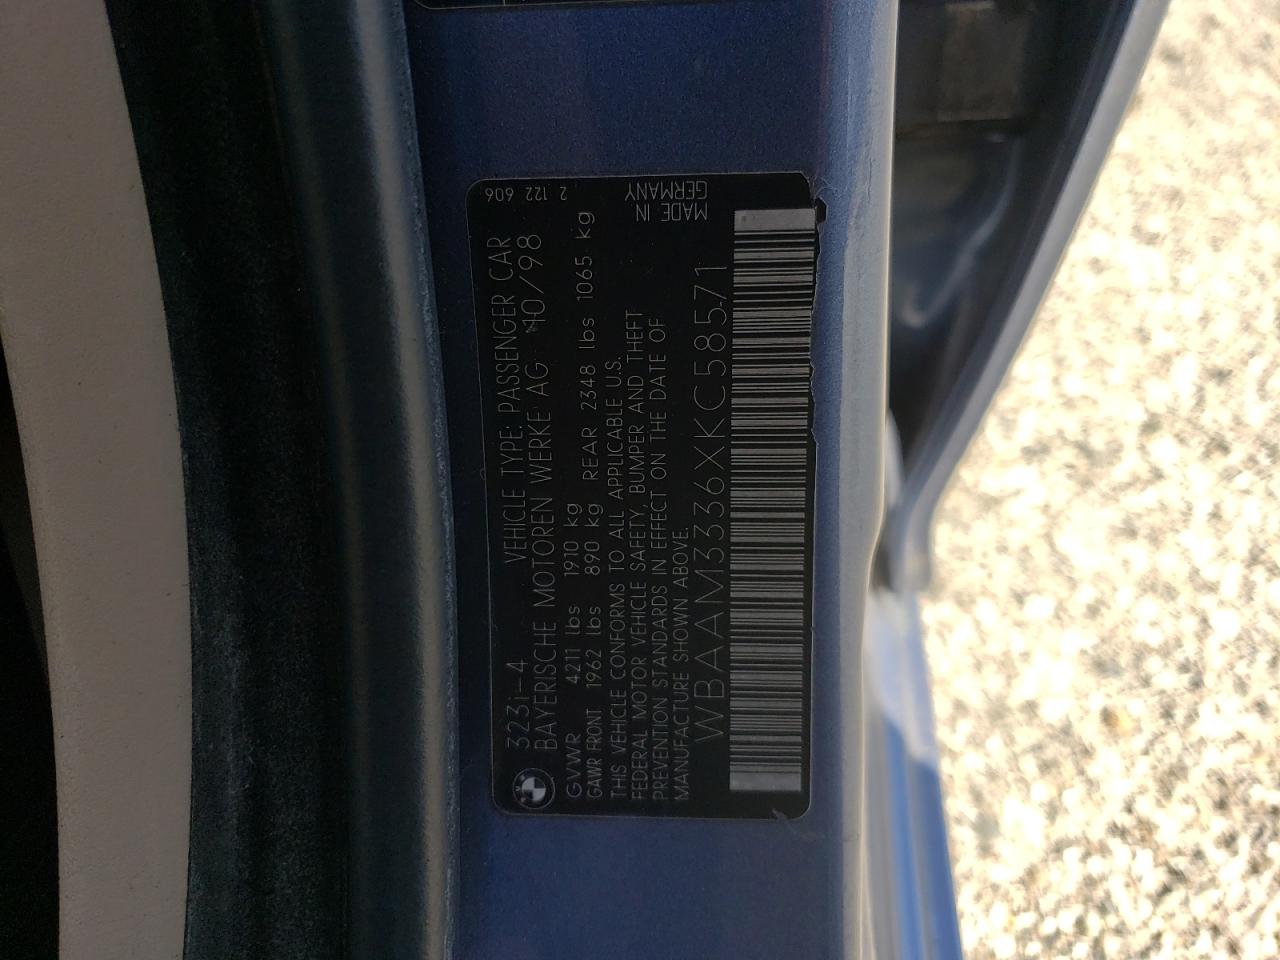 323i-4 VEHICLE TYPE: PASSENGER CAR 2 122 606
BAYERISCHE MOTOREN WERKE AG 10/98
GVWR 4211 lbs 1910 kg
GAWR FRONT 1962 lbs 890 kg REAR 2348 lbs 1065 kg
THIS VEHICLE CONFORMS TO ALL APPLICABLE U.S.
FEDERAL MOTOR VEHICLE SAFETY, BUMPER AND THEFT
PREVENTION STANDARDS IN EFFECT ON THE DATE OF
MANUFACTURE SHOWN ABOVE.
MADE IN
GERMANY
WBAAM3336XKC58571